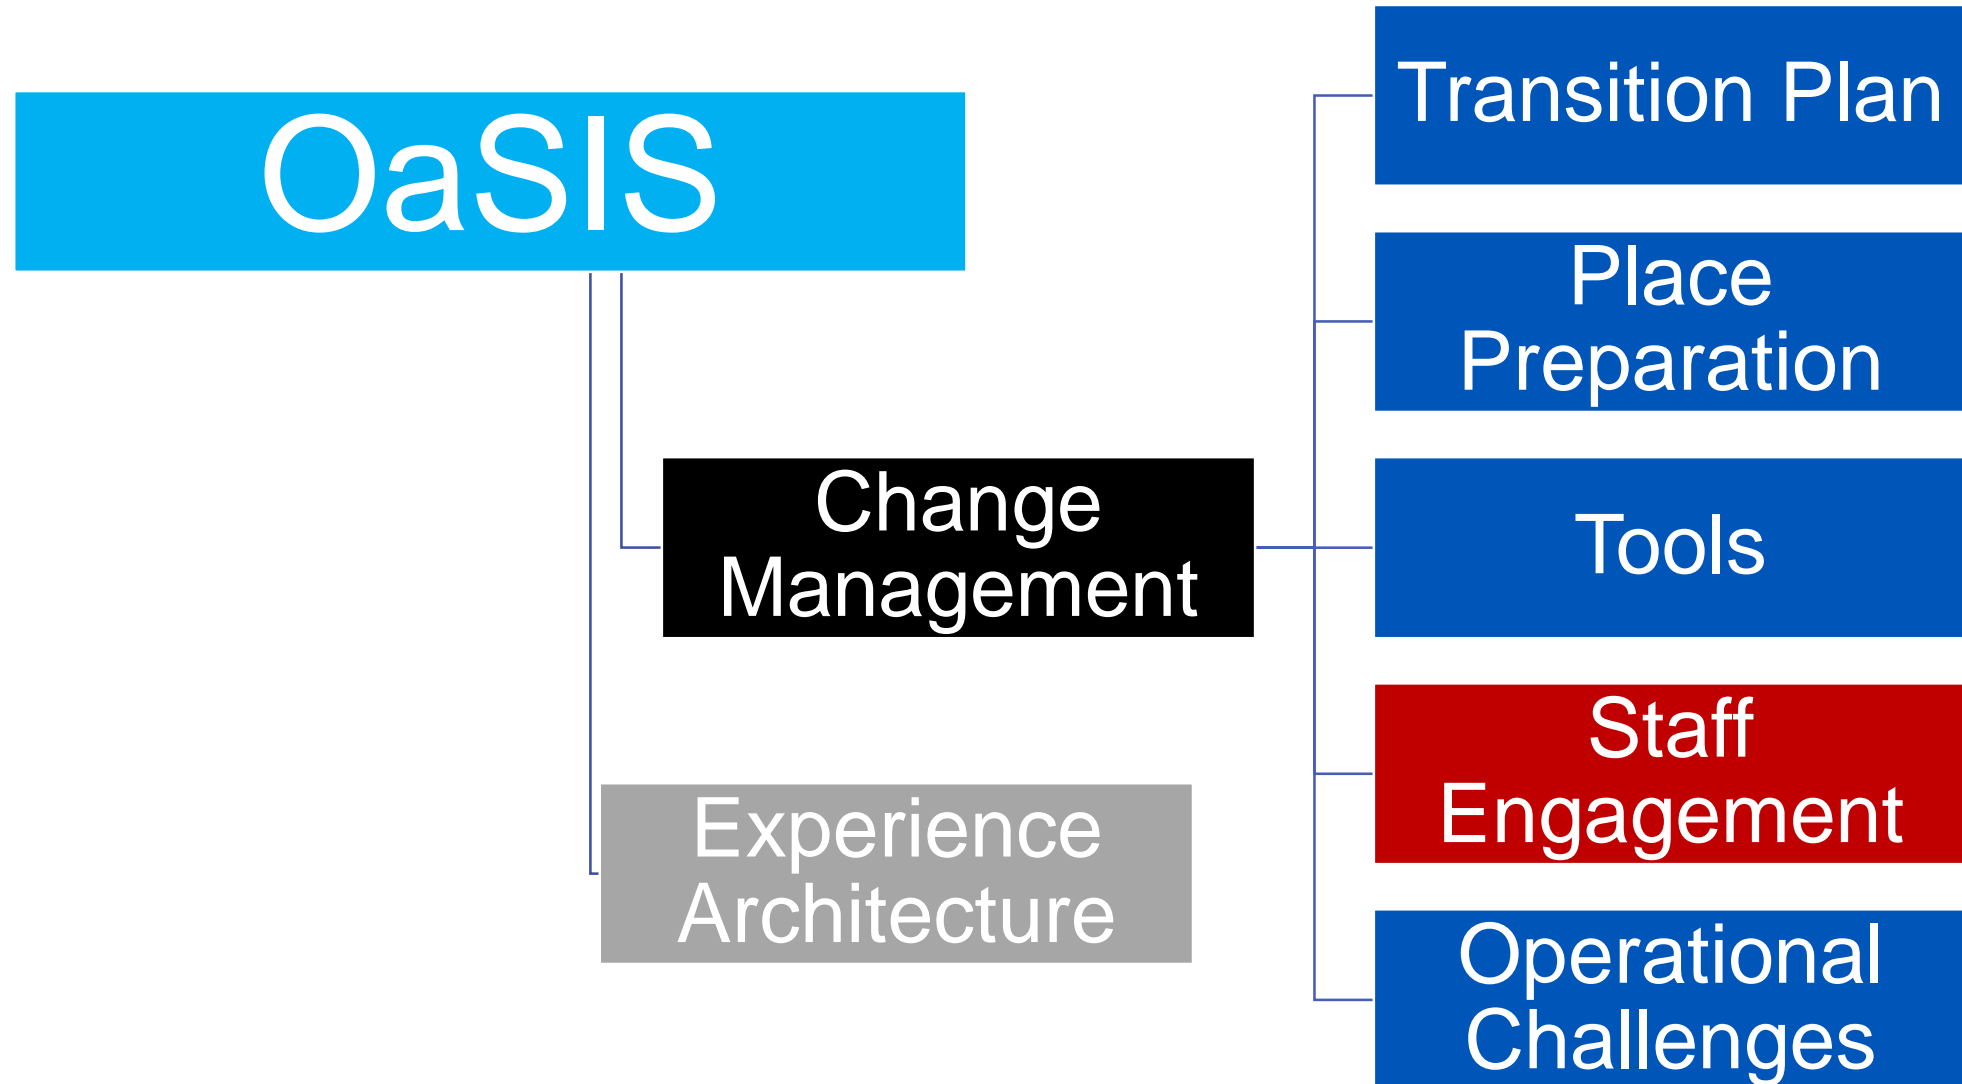 OaSIS
Change
Management
Experience
Architecture
Transition Plan
Place
Preparation
Tools
Staff
Engagement
Operational
Challenges